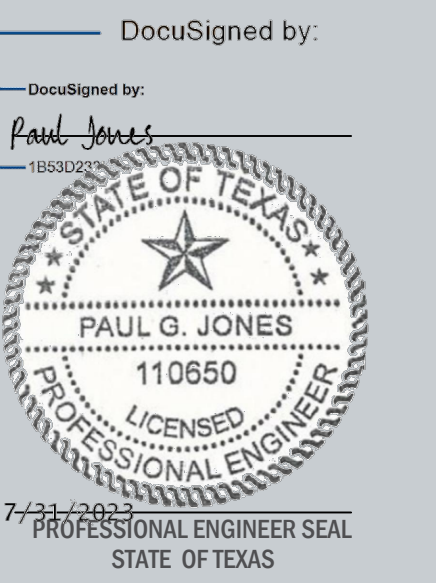 DocuSigned by:
DocuSigned by:
Paul Jones
1B53D23
STATE OF TEXAS
PAUL G. JONES
110650
LICENSED
PROFESSIONAL ENGINEER
7/31/2023
PROFESSIONAL ENGINEER SEAL
STATE OF TEXAS